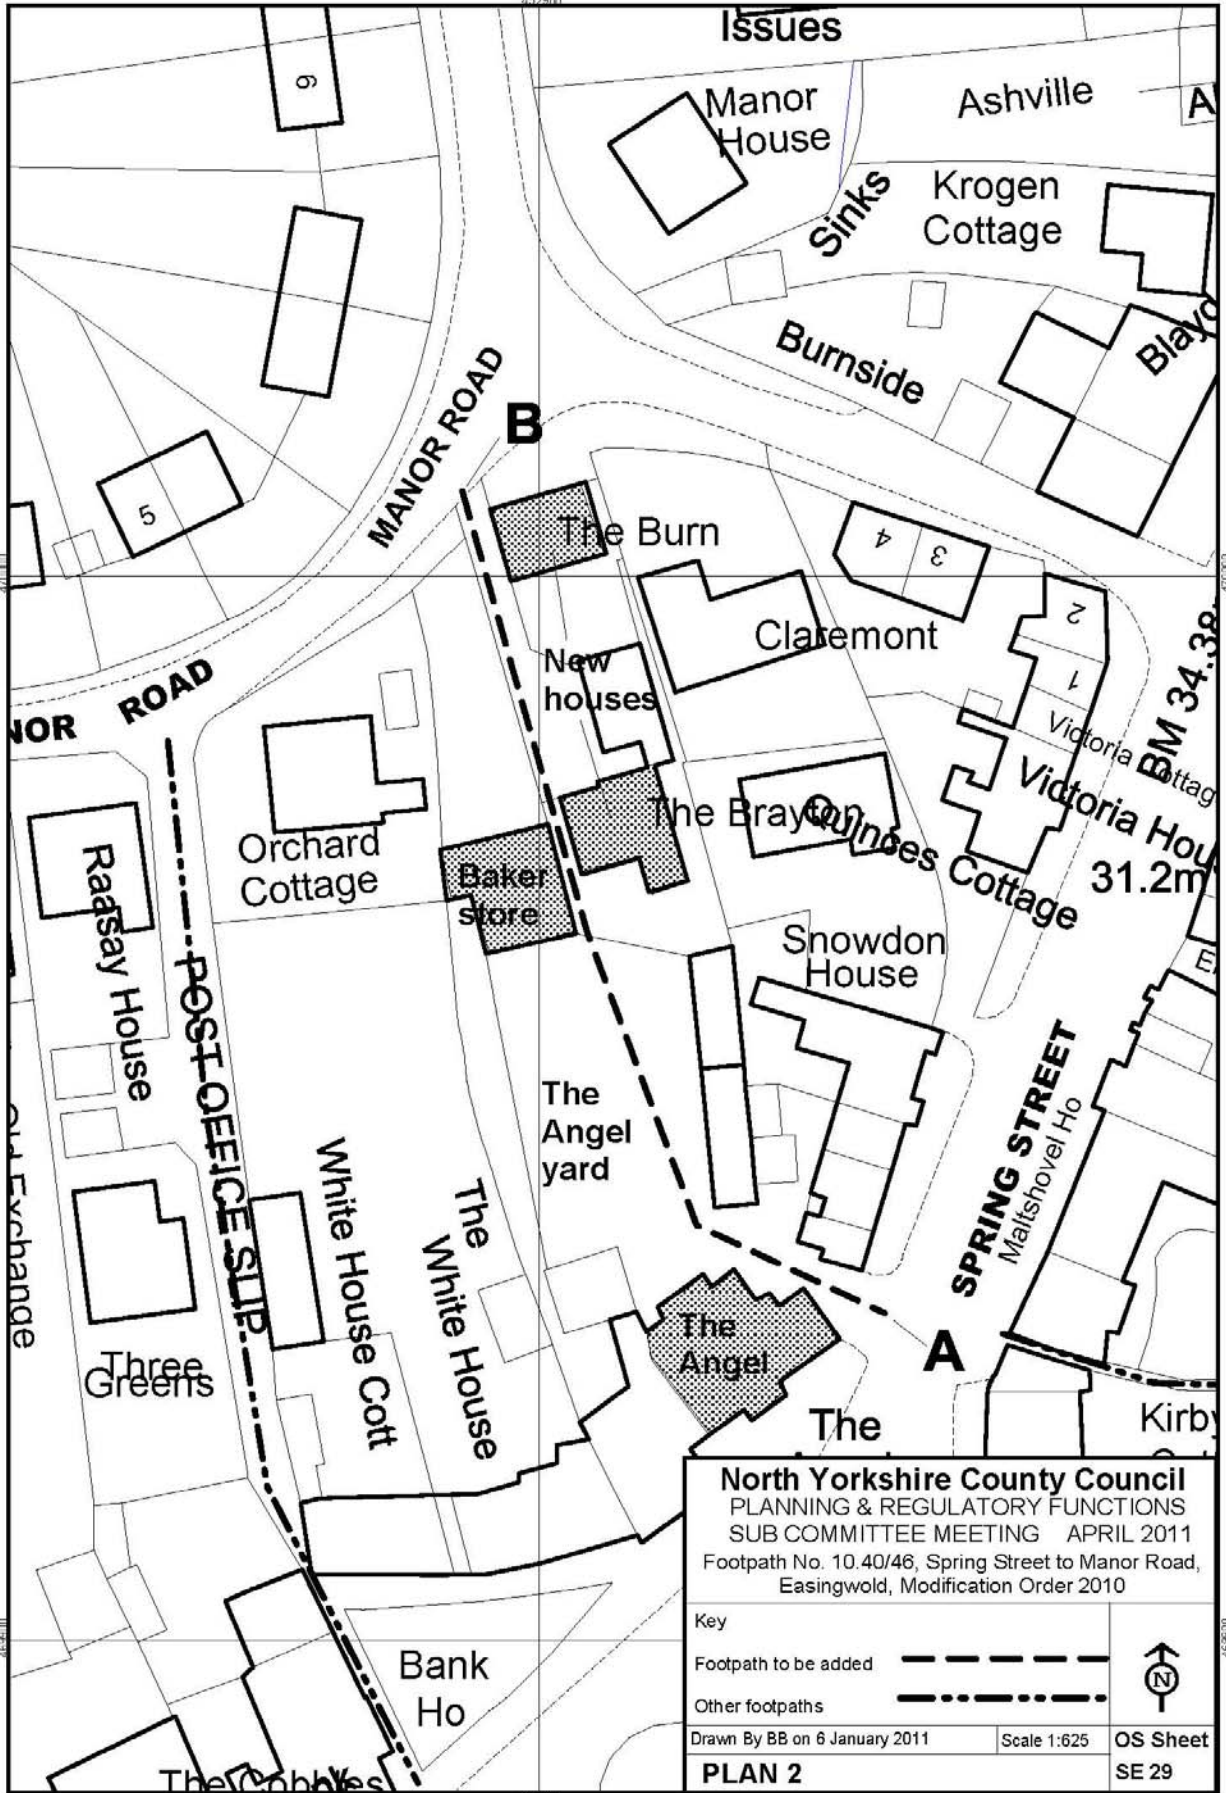 Issues
6
Manor
House
Ashville
A
Sinks
Krogen
Cottage
Burnside
MANOR ROAD
B
5
The Burn
4
3
2
1
Claremont
New
houses
BM 34.38
ROAD
Victoria Cottag
Victoria Hou
The Brayton
Quinces Cottage
31.2m
Orchard
Cottage
Raasay House
Baker
store
Snowdon
House
POST OFFICE SLIP
The
Angel
yard
SPRING STREET
Maltshovel Ho
Exchange
White House Cott
The
White House
The
Angel
A
Three
Greens
The
Kirby
Bank
Ho
The Cobbles
North Yorkshire County Council
PLANNING & REGULATORY FUNCTIONS
SUB COMMITTEE MEETING APRIL 2011
Footpath No. 10.40/46, Spring Street to Manor Road,
Easingwold, Modification Order 2010
Key
Footpath to be added
Other footpaths
N
Drawn By BB on 6 January 2011
Scale 1:625
OS Sheet
PLAN 2
SE 29